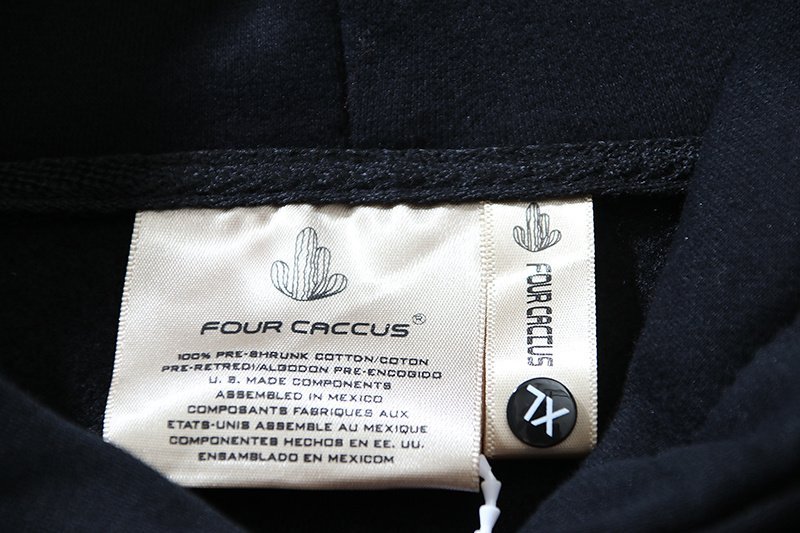 FOUR CACCUS®
100% PRE-SHRUNK COTTON/COTON
PRE-RETREDI/ALGODON PRE-ENCOGIDO
U. S. MADE COMPONENTS
ASSEMBLED IN MEXICO
COMPOSANTS FABRIQUES AUX
ETATS-UNIS ASSEMBLE AU MEXIQUE
COMPONENTES HECHOS EN EE. UU.
ENSAMBLADO EN MEXICOM
FOUR CACCUS
XL